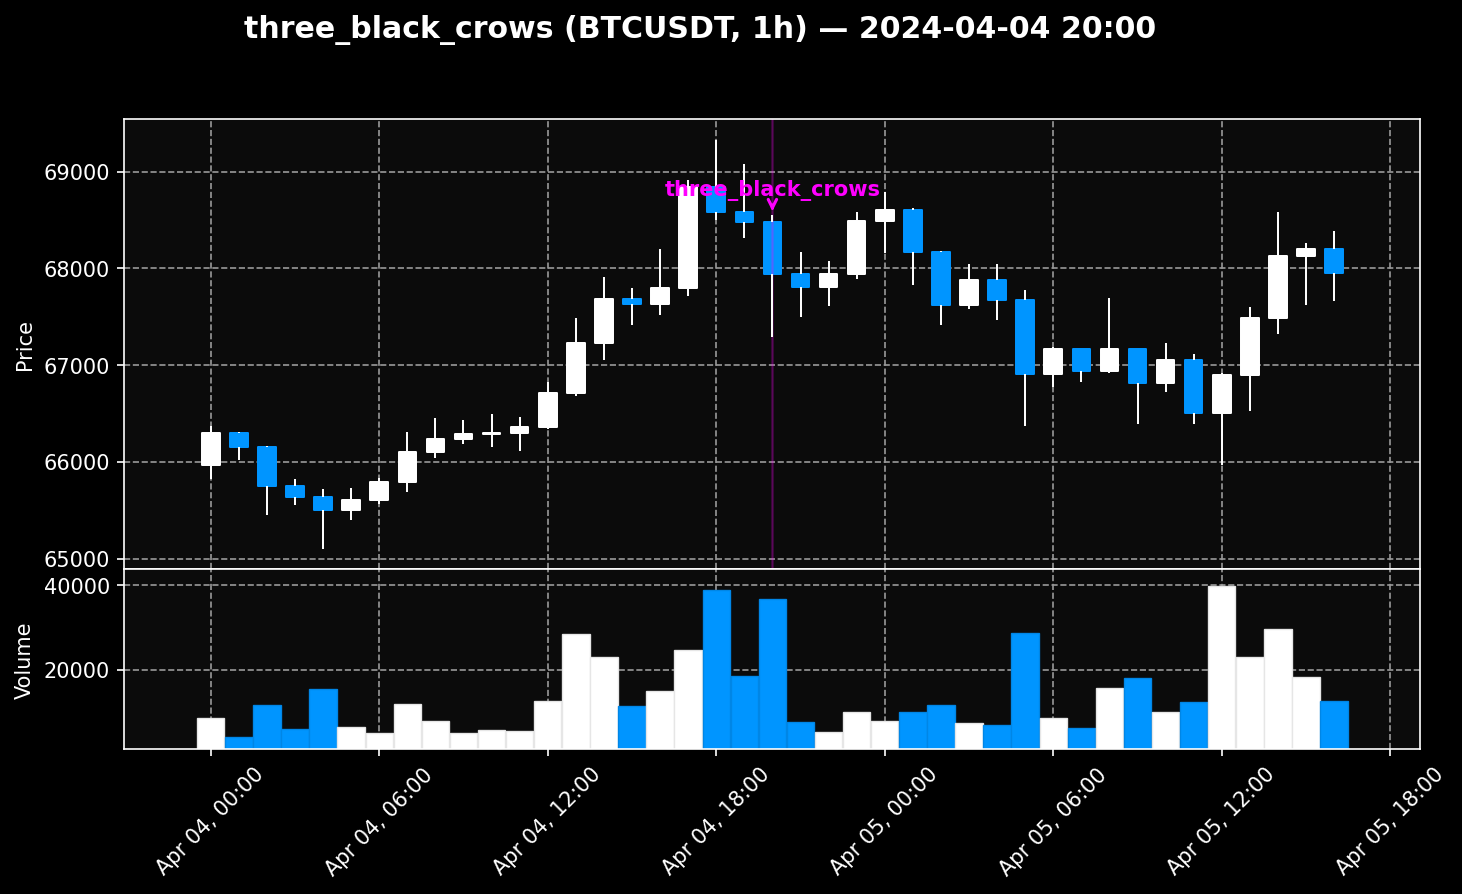 three_black_crows (BTCUSDT, 1h) — 2024-04-04 20:00
69000
three_black_crows
68000
Price
67000
66000
65000
40000
Volume
20000
Apr 04, 00:00
Apr 04, 06:00
Apr 04, 12:00
Apr 04, 18:00
Apr 05, 00:00
Apr 05, 06:00
Apr 05, 12:00
Apr 05, 18:00